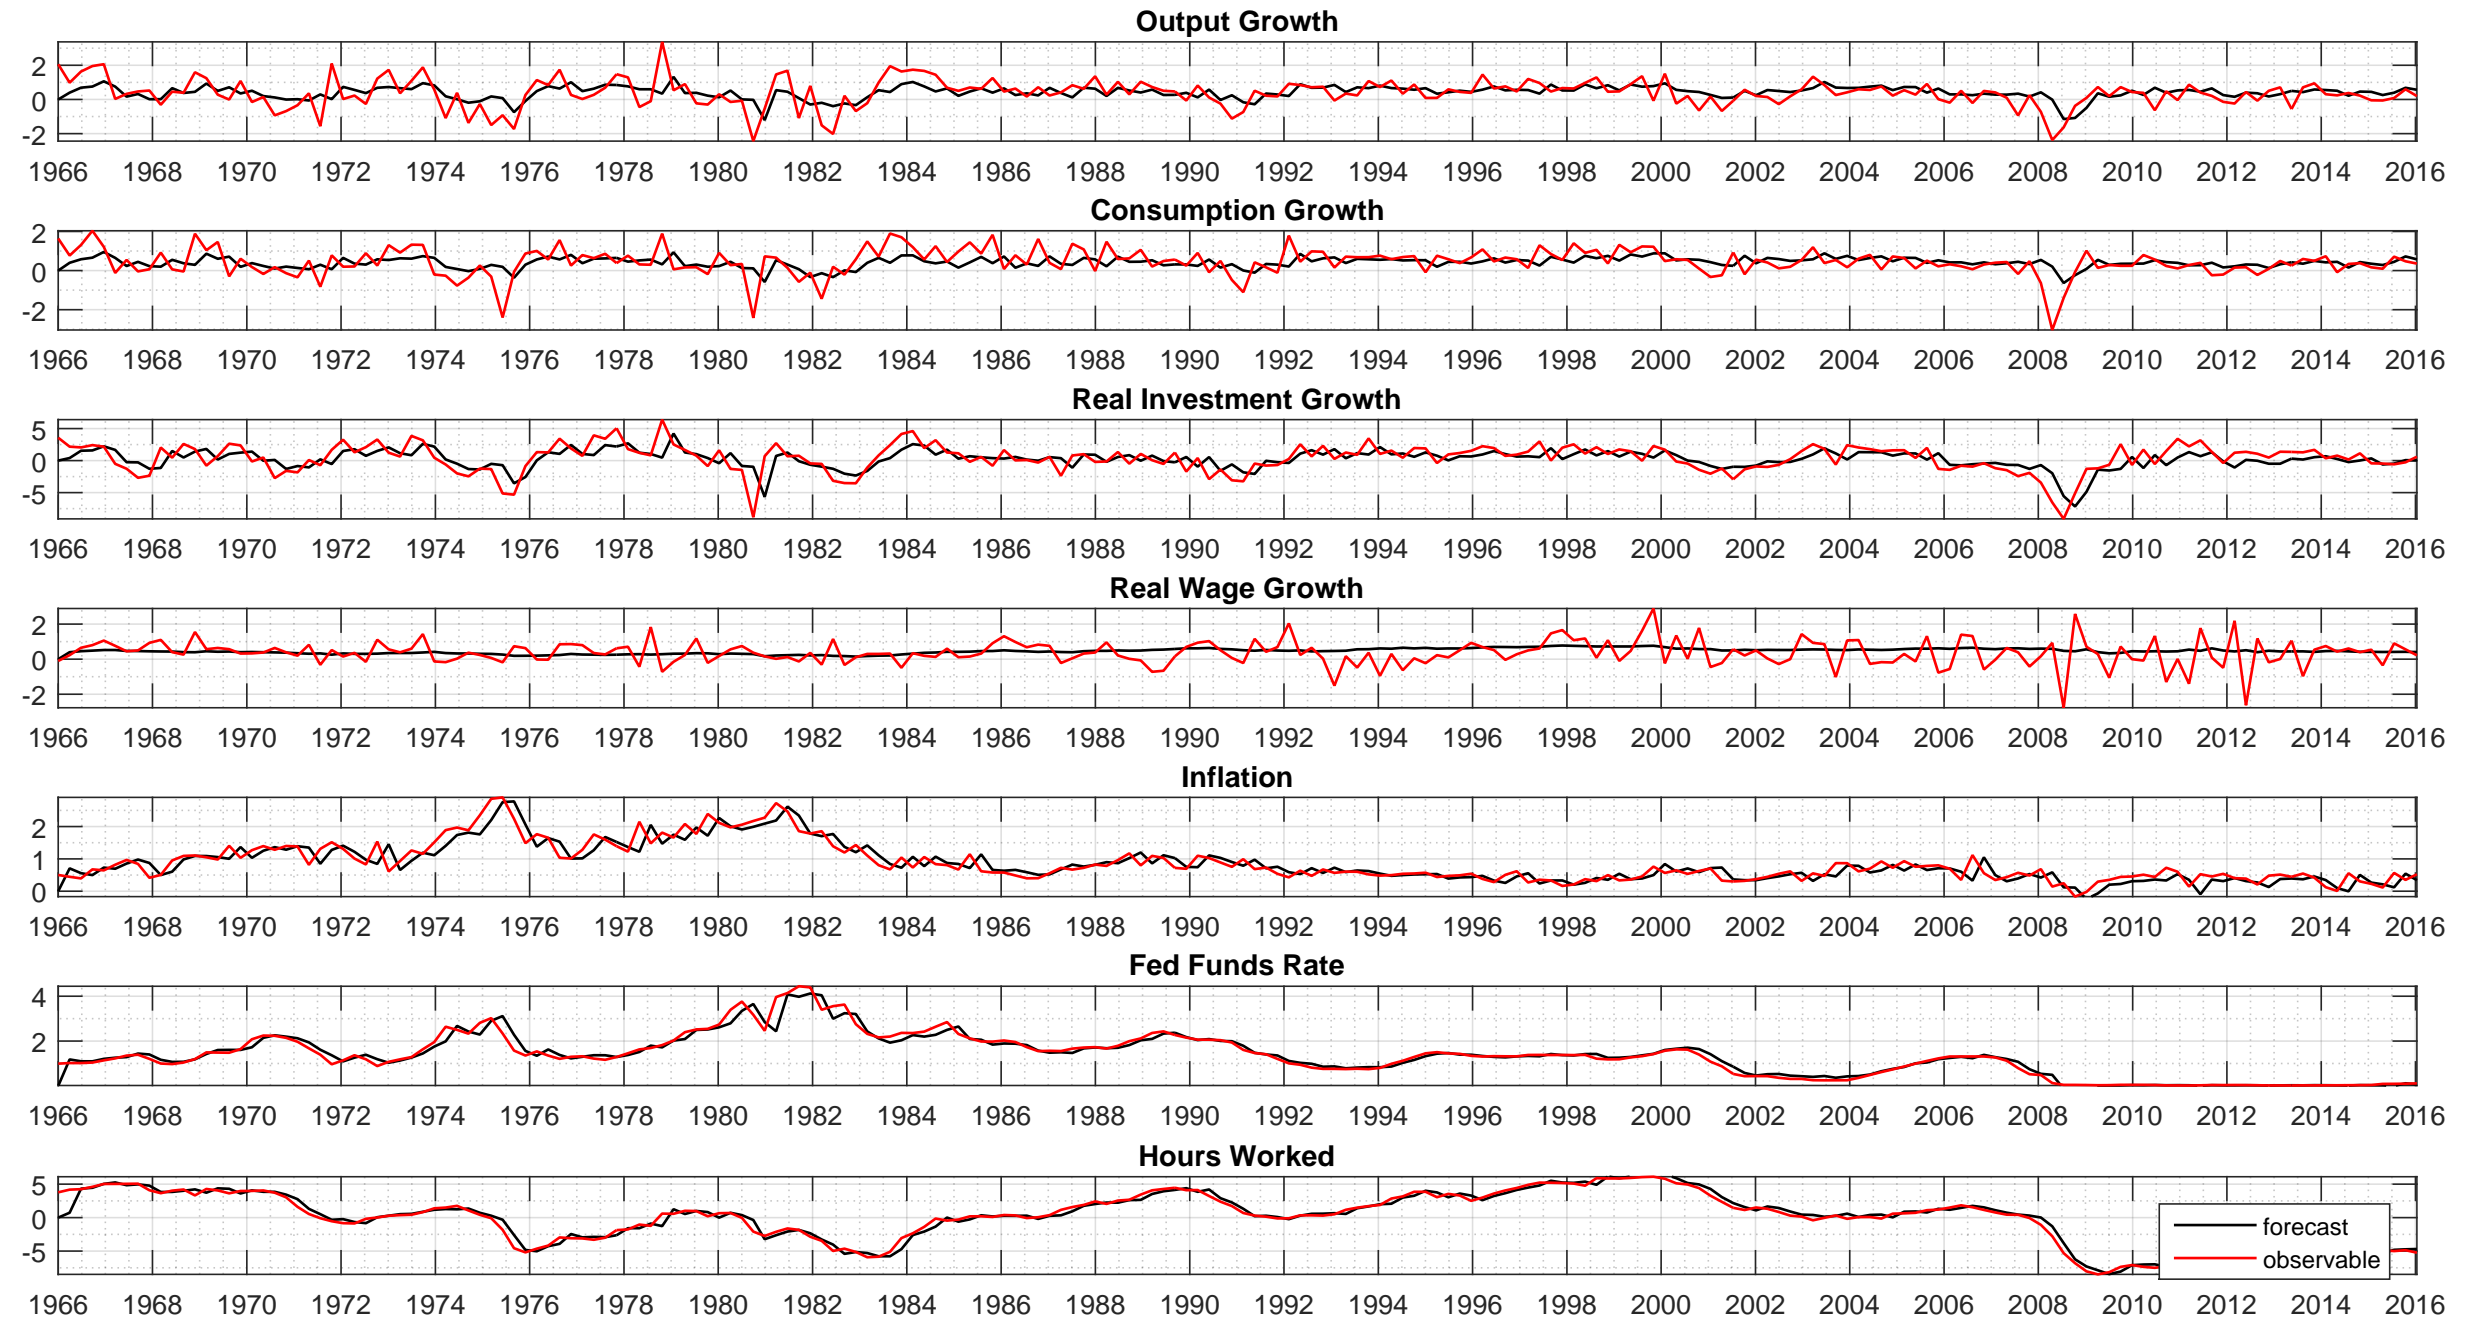 Output Growth
2
0
-2
1966 1968 1970 1972 1974 1976 1978 1980 1982 1984 1986 1988 1990 1992 1994 1996 1998 2000 2002 2004 2006 2008 2010 2012 2014 2016
Consumption Growth
2
0
-2
1966 1968 1970 1972 1974 1976 1978 1980 1982 1984 1986 1988 1990 1992 1994 1996 1998 2000 2002 2004 2006 2008 2010 2012 2014 2016
Real Investment Growth
5
0
-5
1966 1968 1970 1972 1974 1976 1978 1980 1982 1984 1986 1988 1990 1992 1994 1996 1998 2000 2002 2004 2006 2008 2010 2012 2014 2016
Real Wage Growth
2
0
-2
1966 1968 1970 1972 1974 1976 1978 1980 1982 1984 1986 1988 1990 1992 1994 1996 1998 2000 2002 2004 2006 2008 2010 2012 2014 2016
Inflation
2
1
0
1966 1968 1970 1972 1974 1976 1978 1980 1982 1984 1986 1988 1990 1992 1994 1996 1998 2000 2002 2004 2006 2008 2010 2012 2014 2016
Fed Funds Rate
4
2
1966 1968 1970 1972 1974 1976 1978 1980 1982 1984 1986 1988 1990 1992 1994 1996 1998 2000 2002 2004 2006 2008 2010 2012 2014 2016
Hours Worked
5
0
-5
forecast
observable
1966 1968 1970 1972 1974 1976 1978 1980 1982 1984 1986 1988 1990 1992 1994 1996 1998 2000 2002 2004 2006 2008 2010 2012 2014 2016